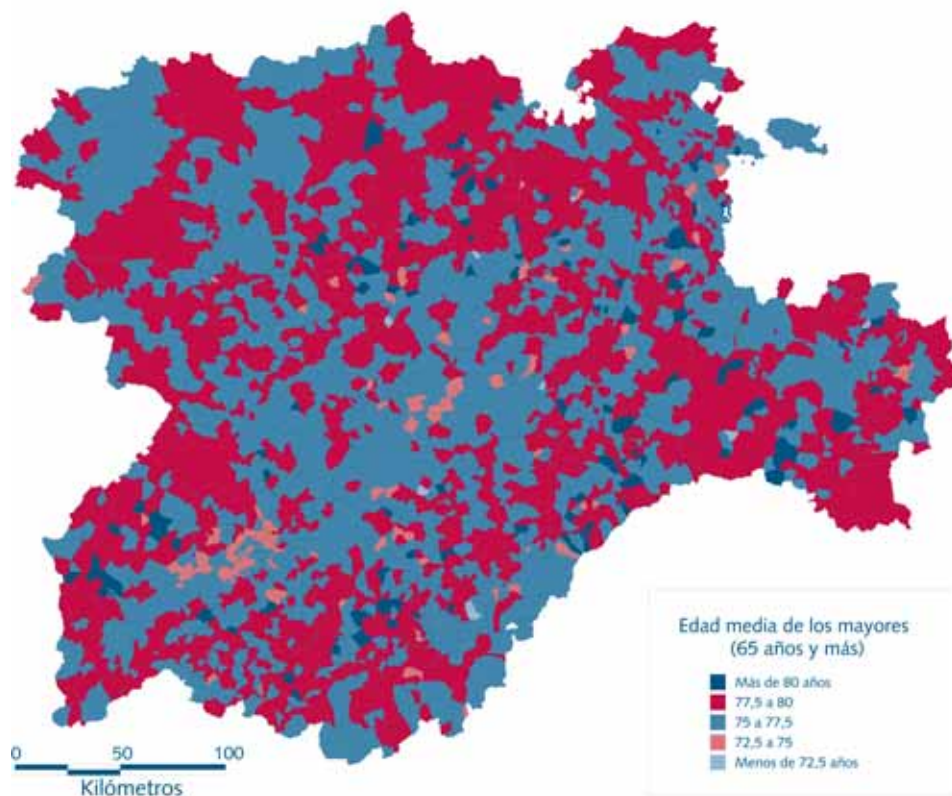 Edad media de los mayores
(65 años y más)
Más de 80 años
77,5 a 80
75 a 77,5
72,5 a 75
Menos de 72,5 años
0 50 100
Kilómetros